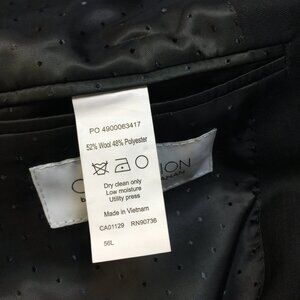 PO 4900063417
52% Wool 48% Polyester
Dry clean only
Low moisture
Utility press
Made in Vietnam
CA01129 RN90736
56L